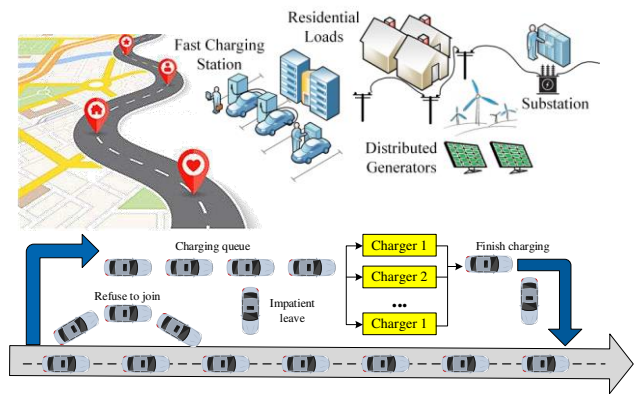 Residential
Loads
Fast Charging
Station
Substation
Distributed
Generators
Charging queue
Charger 1
Finish charging
Charger 2
Refuse to join
Impatient
leave
...
Charger 1